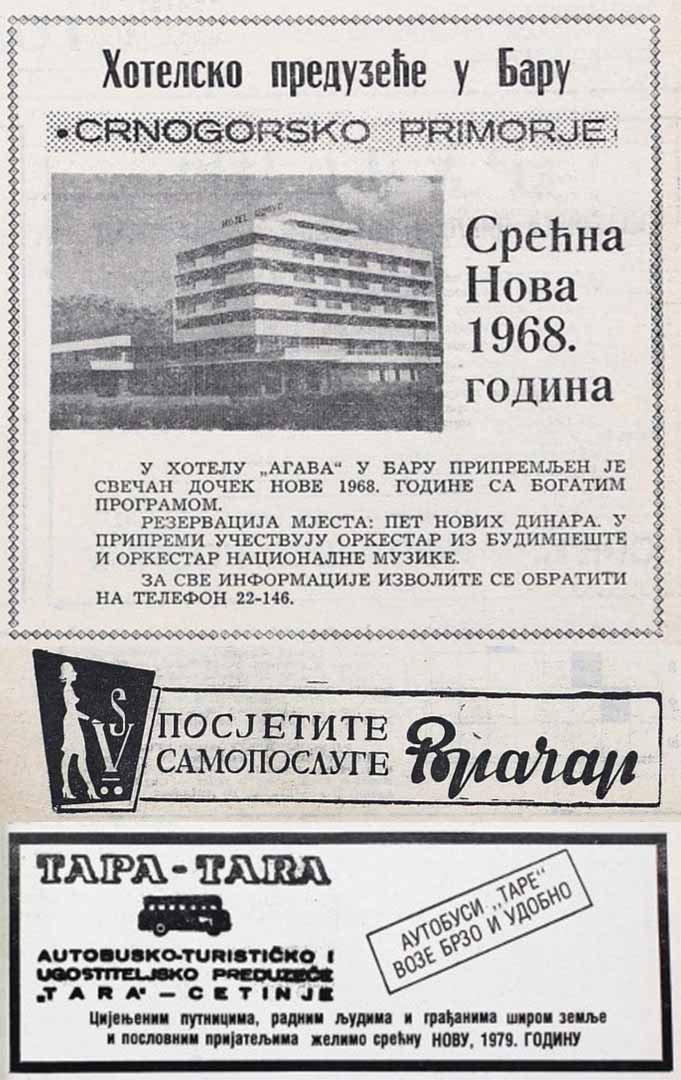 Хотелско предузеће у Бару
•CRNOGORSKO PRIMORJE
HOTEL
Срећна
Нова
1968.
година
У ХОТЕЛУ „АГАВА“ У БАРУ ПРИПРЕМЉЕН ЈЕ
СВЕЧАН ДОЧЕК НОВЕ 1968. ГОДИНЕ СА БОГАТИМ
ПРОГРАМОМ.
РЕЗЕРВАЦИЈА МЈЕСТА: ПЕТ НОВИХ ДИНАРА. У
ПРИПРЕМИ УЧЕСТВУЈУ ОРКЕСТАР ИЗ БУДИМПЕШТЕ
И ОРКЕСТАР НАЦИОНАЛНЕ МУЗИКЕ.
ЗА СВЕ ИНФОРМАЦИЈЕ ИЗВОЛИТЕ СЕ ОБРАТИТИ
НА ТЕЛЕФОН 22-146.
SV
ПОСЈЕТИТЕ
САМОПОСЛУГЕ Врачар
ТАРА-TARA
АУТОБУСИ „ТАРЕ“
ВОЗЕ БРЗО И УДОБНО
AUTOBUSKO-TURISTIČKO I
UGOSTITELJSKO PREDUZEĆE
„TARA“ — CETINJE
Цијењеним путницима, радним људима и грађанима широм земље
и пословним пријатељима желимо срећну НОВУ, 1979. ГОДИНУ